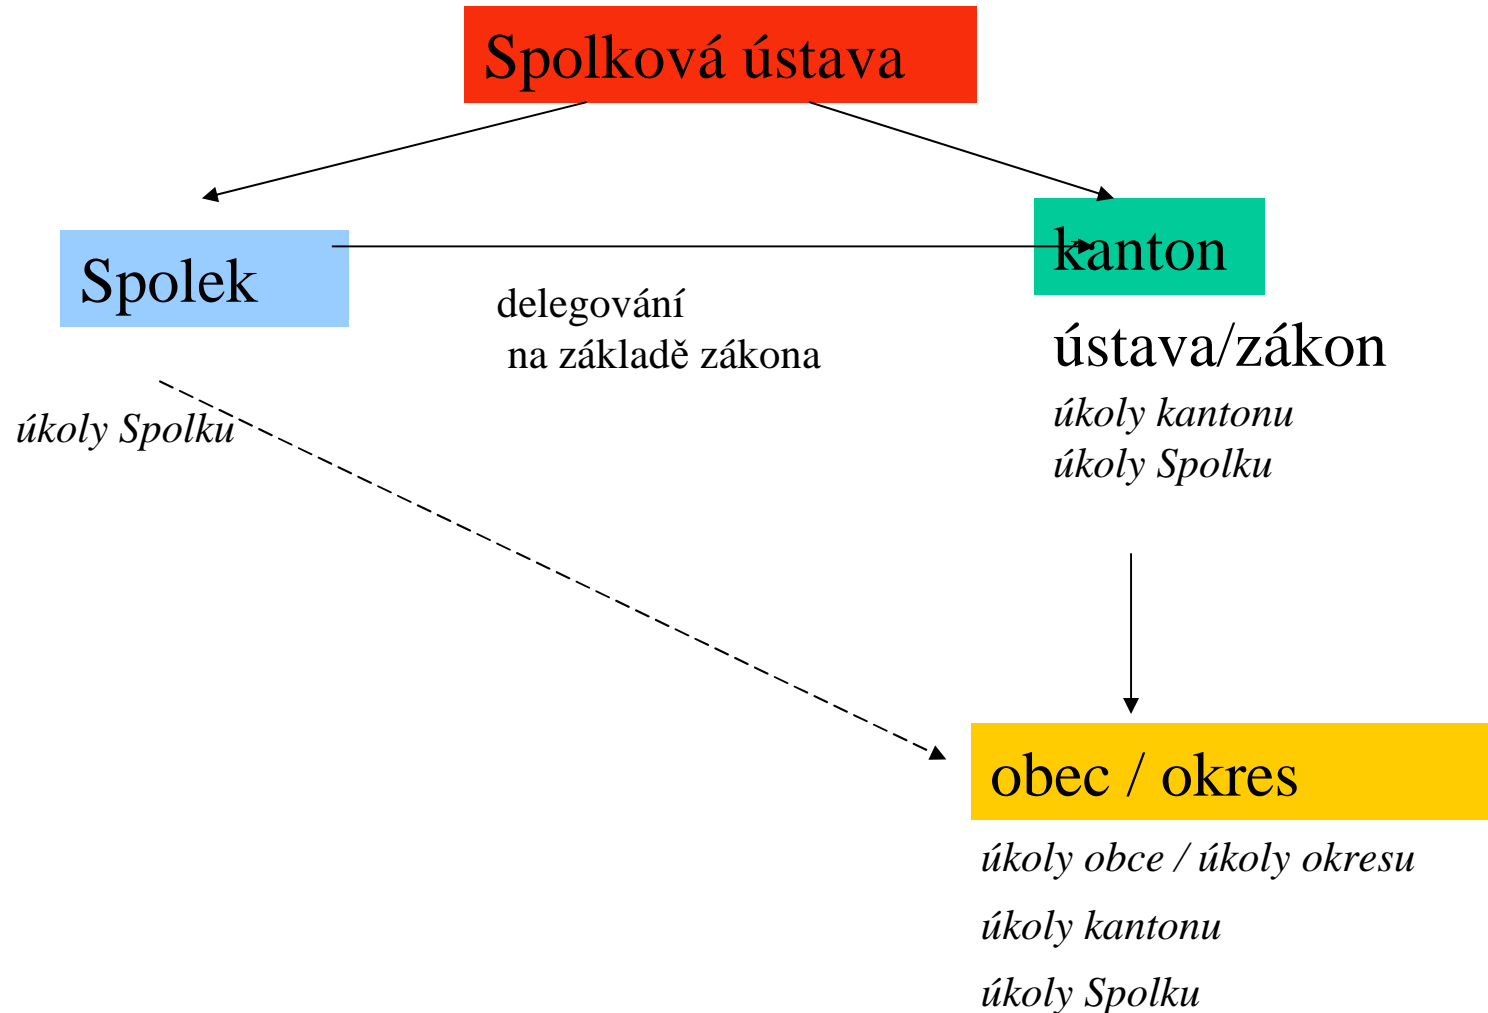 Spolková ústava
Spolek
kanton
delegování
na základě zákona
ústava/zákon
úkoly Spolku
úkoly kantonu
úkoly Spolku
obec / okres
úkoly obce / úkoly okresu
úkoly kantonu
úkoly Spolku